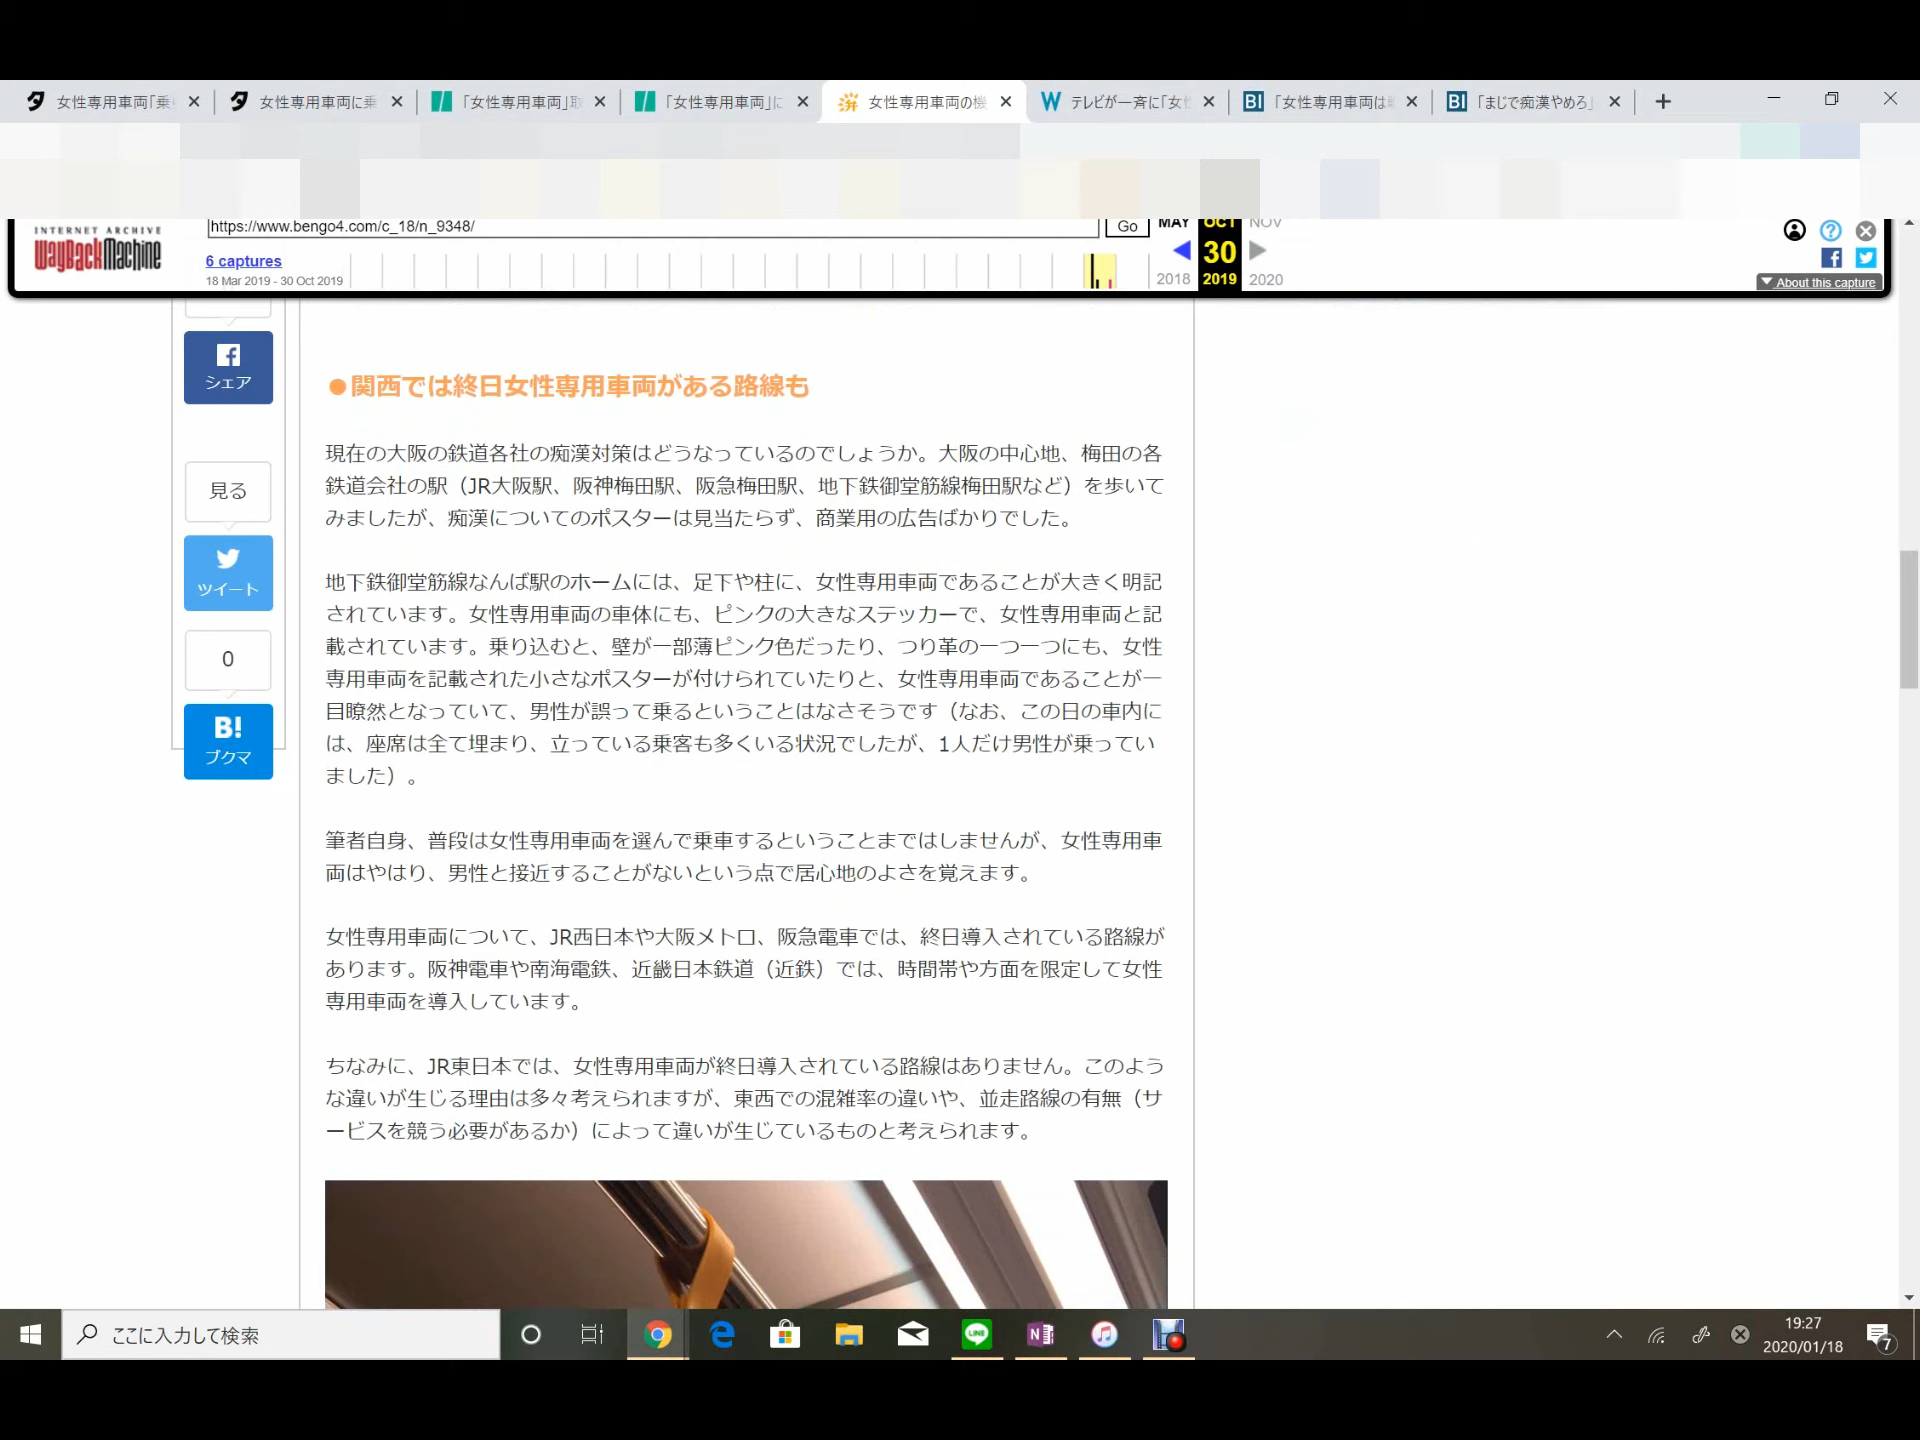 女性専用車両「乗
女性専用車両に乗
「女性専用車両」取
「女性専用車両」に
女性専用車両の機
テレビが一斉に「女性
BI
「女性専用車両は
BI
「まじで痴漢やめろ」
INTERNET ARCHIVE
WayBackMachine
https://www.bengo4.com/c_18/n_9348/
Go
MAY
OCT
NOV
6 captures
18 Mar 2019 - 30 Oct 2019
30
2018
2019
2020
About this capture
シェア
見る
ツイート
0
B!
ブクマ
●関西では終日女性専用車両がある路線も
現在の大阪の鉄道各社の痴漢対策はどうなっているのでしょうか。大阪の中心地、梅田の各
鉄道会社の駅（JR大阪駅、阪神梅田駅、阪急梅田駅、地下鉄御堂筋線梅田駅など）を歩いて
みましたが、痴漢についてのポスターは見当たらず、商業用の広告ばかりでした。
地下鉄御堂筋線なんば駅のホームには、足下や柱に、女性専用車両であることが大きく明記
されています。女性専用車両の車体にも、ピンクの大きなステッカーで、女性専用車両と記
載されています。乗り込むと、壁が一部薄ピンク色だったり、つり革の一つ一つにも、女性
専用車両を記載された小さなポスターが付けられていたりと、女性専用車両であることが一
目瞭然となっていて、男性が誤って乗るということはなさそうです（なお、この日の車内に
は、座席は全て埋まり、立っている乗客も多くいる状況でしたが、1人だけ男性が乗ってい
ました）。
筆者自身、普段は女性専用車両を選んで乗車するということまではしませんが、女性専用車
両はやはり、男性と接近することがないという点で居心地のよさを覚えます。
女性専用車両について、JR西日本や大阪メトロ、阪急電車では、終日導入されている路線が
あります。阪神電車や南海電鉄、近畿日本鉄道（近鉄）では、時間帯や方面を限定して女性
専用車両を導入しています。
ちなみに、JR東日本では、女性専用車両が終日導入されている路線はありません。このよう
な違いが生じる理由は多々考えられますが、東西での混雑率の違いや、並走路線の有無（サ
ービスを競う必要があるか）によって違いが生じているものと考えられます。
ここに入力して検索
LINE
19:27
2020/01/18
7